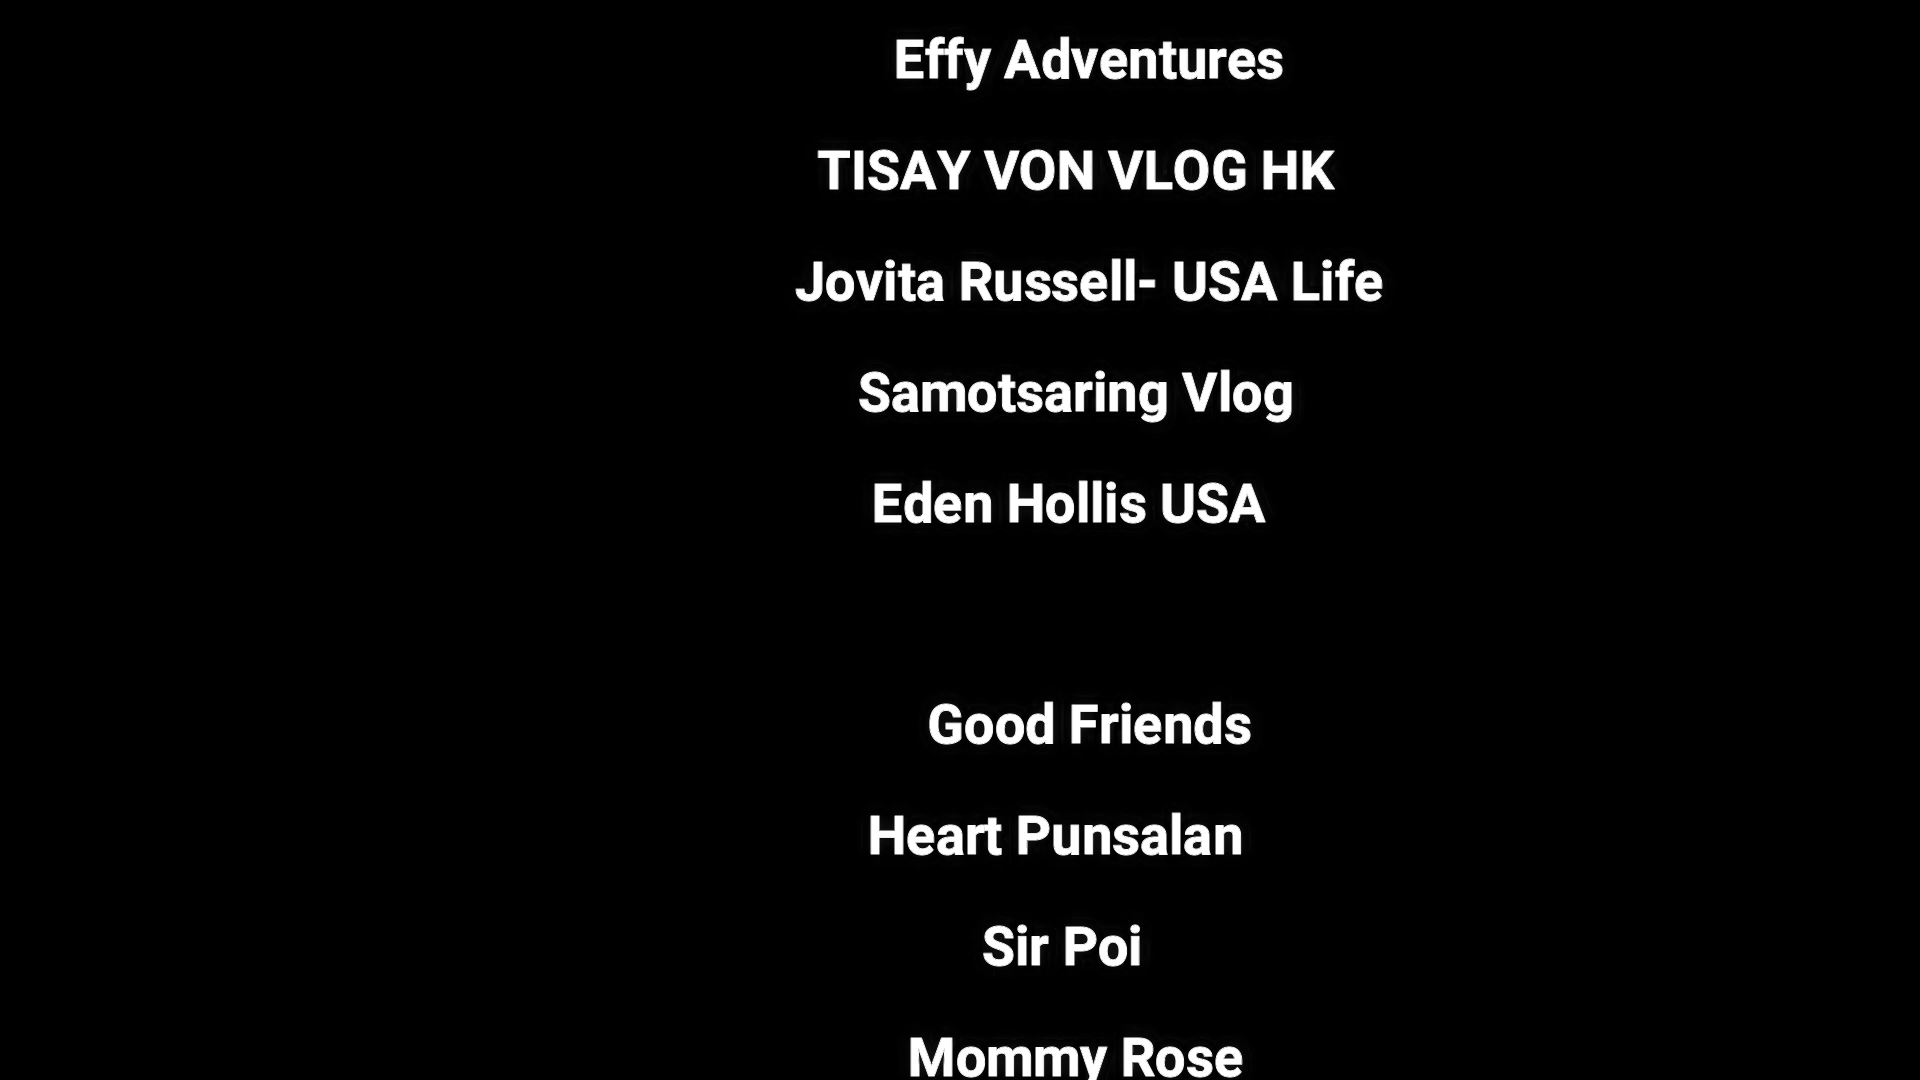 Effy Adventures
TISAY VON VLOG HK
Jovita Russell- USA Life
Samotsaring Vlog
Eden Hollis USA
Good Friends
Heart Punsalan
Sir Poi
Mommy Rose